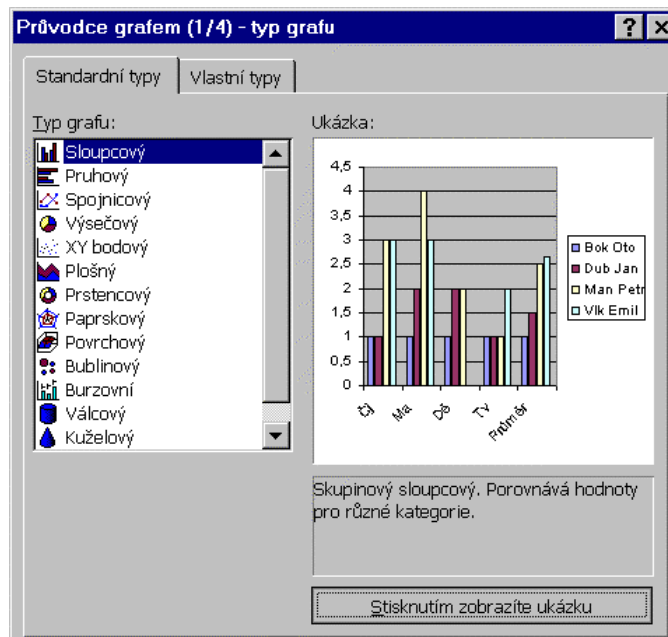 Průvodce grafem (1/4) - typ grafu
Standardní typy
Vlastní typy
Typ grafu:
Sloupcový
Pruhový
Spojnicový
Výsečový
XY bodový
Plošný
Prstencový
Paprskový
Povrchový
Bublinový
Burzovní
Válcový
Kuželový
Ukázka:
4,5
4
3,5
3
2,5
2
1,5
1
0,5
0
Čj
Ma
Dě
Tv
Průměr
Bok Oto
Dub Jan
Man Petr
Vlk Emil
Skupinový sloupcový. Porovnává hodnoty
pro různé kategorie.
Stisknutím zobrazíte ukázku